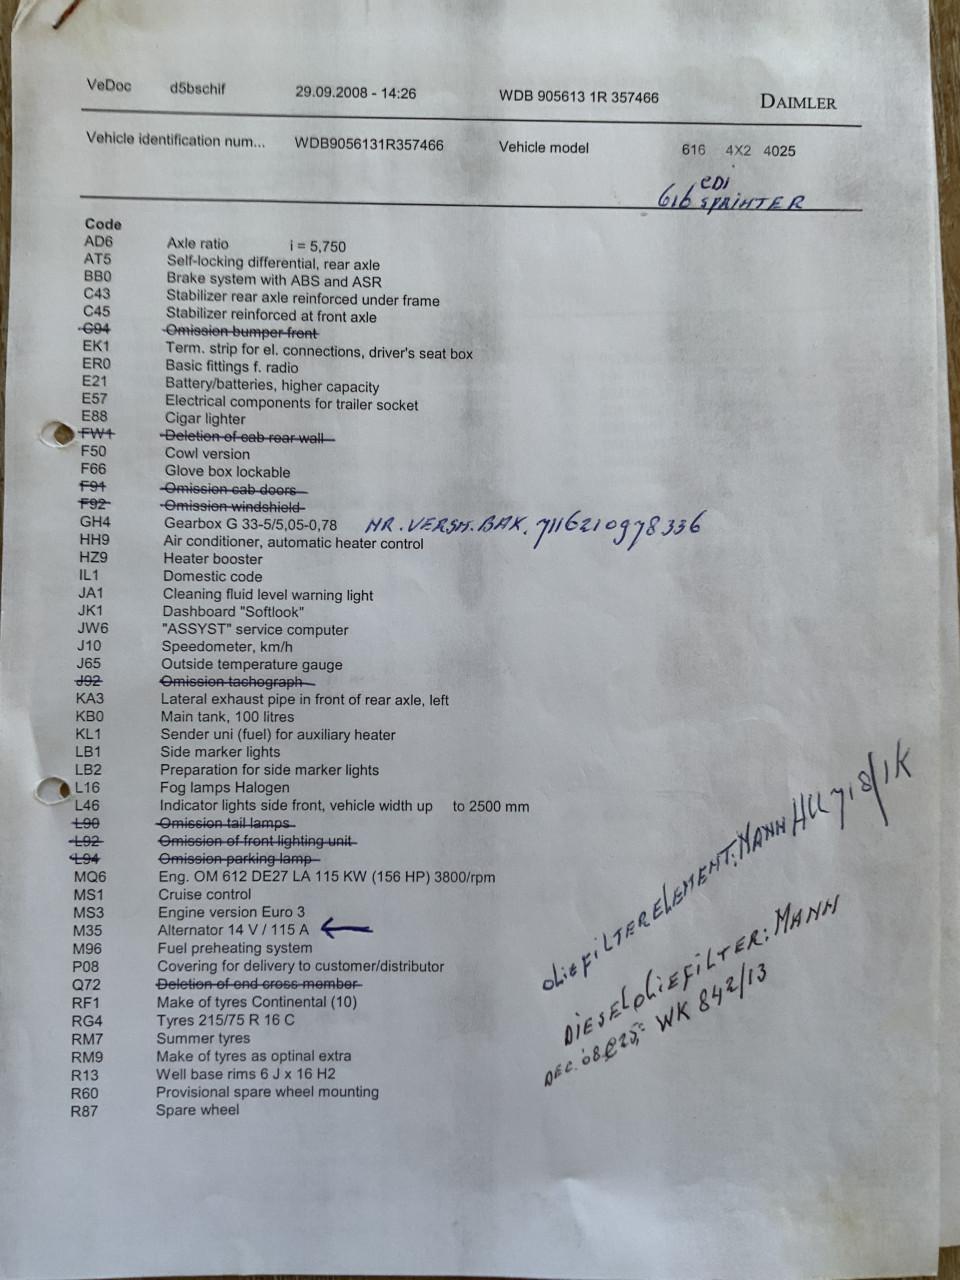 VeDoc d5bschif 29.09.2008 - 14:26 WDB 905613 1R 357466 DAIMLER
Vehicle identification num... WDB9056131R357466 Vehicle model 616 4X2 4025
CDI
616 SPRINTER
Code
AD6 Axle ratio i = 5,750
AT5 Self-locking differential, rear axle
BB0 Brake system with ABS and ASR
C43 Stabilizer rear axle reinforced under frame
C45 Stabilizer reinforced at front axle
C94 Omission bumper front
EK1 Term. strip for el. connections, driver's seat box
ER0 Basic fittings f. radio
E21 Battery/batteries, higher capacity
E57 Electrical components for trailer socket
E88 Cigar lighter
FW1 Deletion of cab rear wall
F50 Cowl version
F66 Glove box lockable
F91 Omission cab doors
F92 Omission windshield
GH4 Gearbox G 33-5/5,05-0,78 NR. VERSN.BAK. 7116210978336
HH9 Air conditioner, automatic heater control
HZ9 Heater booster
IL1 Domestic code
JA1 Cleaning fluid level warning light
JK1 Dashboard "Softlook"
JW6 "ASSYST" service computer
J10 Speedometer, km/h
J65 Outside temperature gauge
J92 Omission tachograph
KA3 Lateral exhaust pipe in front of rear axle, left
KB0 Main tank, 100 litres
KL1 Sender uni (fuel) for auxiliary heater
LB1 Side marker lights
LB2 Preparation for side marker lights
L16 Fog lamps Halogen
L46 Indicator lights side front, vehicle width up to 2500 mm
L90 Omission tail lamps
L92 Omission of front lighting unit
L94 Omission parking lamp
MQ6 Eng. OM 612 DE27 LA 115 KW (156 HP) 3800/rpm
MS1 Cruise control
MS3 Engine version Euro 3
M35 Alternator 14 V / 115 A
M96 Fuel preheating system
P08 Covering for delivery to customer/distributor
Q72 Deletion of end cross member
RF1 Make of tyres Continental (10)
RG4 Tyres 215/75 R 16 C
RM7 Summer tyres
RM9 Make of tyres as optinal extra
R13 Well base rims 6 J x 16 H2
R60 Provisional spare wheel mounting
R87 Spare wheel
OLIEFILTERELEMENT: MANN HU 718/1K
DIESELOLIEFILTER: MANN
DEC. '08 €25,= WK 842/13